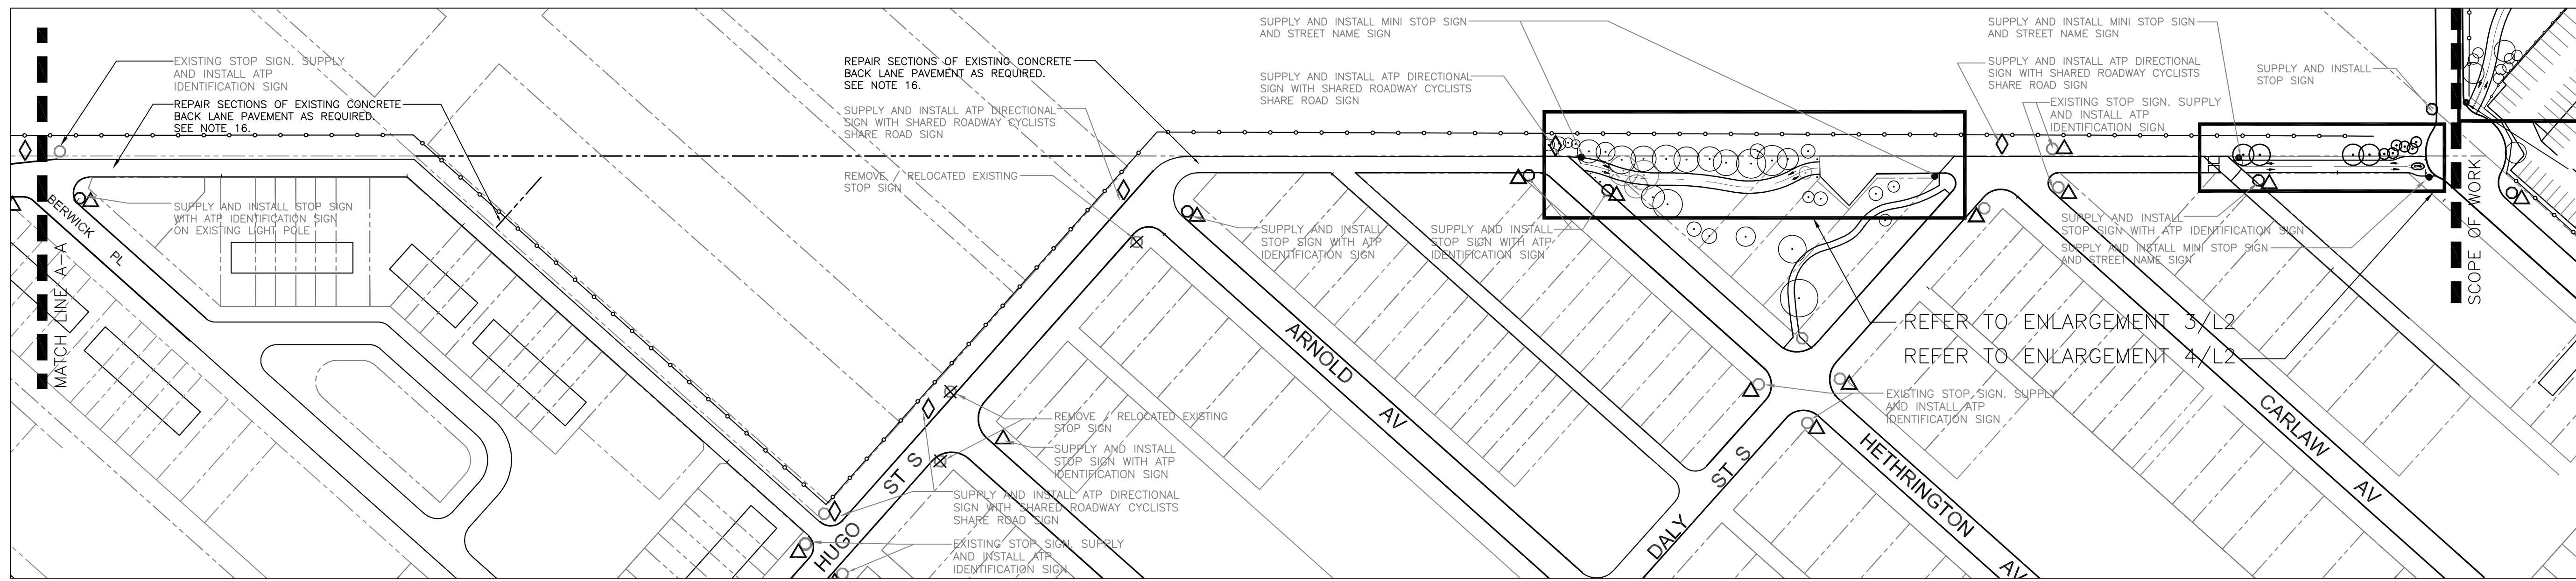 EXISTING STOP SIGN. SUPPLY
AND INSTALL ATP
IDENTIFICATION SIGN
REPAIR SECTIONS OF EXISTING CONCRETE
BACK LANE PAVEMENT AS REQUIRED.
SEE NOTE 16.
SUPPLY AND INSTALL STOP SIGN
WITH ATP IDENTIFICATION SIGN
ON EXISTING LIGHT POLE
BERWICK
PL
MATCH LINE A-A
REPAIR SECTIONS OF EXISTING CONCRETE
BACK LANE PAVEMENT AS REQUIRED.
SEE NOTE 16.
SUPPLY AND INSTALL ATP DIRECTIONAL
SIGN WITH SHARED ROADWAY CYCLISTS
SHARE ROAD SIGN
REMOVE / RELOCATED EXISTING
STOP SIGN
REMOVE / RELOCATED EXISTING
STOP SIGN
SUPPLY AND INSTALL
STOP SIGN WITH ATP
IDENTIFICATION SIGN
SUPPLY AND INSTALL ATP DIRECTIONAL
SIGN WITH SHARED ROADWAY CYCLISTS
SHARE ROAD SIGN
EXISTING STOP SIGN. SUPPLY
AND INSTALL ATP
IDENTIFICATION SIGN
HUGO ST S
SUPPLY AND INSTALL MINI STOP SIGN
AND STREET NAME SIGN
SUPPLY AND INSTALL ATP DIRECTIONAL
SIGN WITH SHARED ROADWAY CYCLISTS
SHARE ROAD SIGN
SUPPLY AND INSTALL
STOP SIGN WITH ATP
IDENTIFICATION SIGN
SUPPLY AND INSTALL
STOP SIGN WITH ATP
IDENTIFICATION SIGN
ARNOLD AV
DALY ST S
SUPPLY AND INSTALL MINI STOP SIGN
AND STREET NAME SIGN
SUPPLY AND INSTALL ATP DIRECTIONAL
SIGN WITH SHARED ROADWAY CYCLISTS
SHARE ROAD SIGN
EXISTING STOP SIGN. SUPPLY
AND INSTALL ATP
IDENTIFICATION SIGN
SUPPLY AND INSTALL
STOP SIGN
SUPPLY AND INSTALL
STOP SIGN WITH ATP IDENTIFICATION SIGN
SUPPLY AND INSTALL MINI STOP SIGN
AND STREET NAME SIGN
REFER TO ENLARGEMENT 3/L2
REFER TO ENLARGEMENT 4/L2
EXISTING STOP SIGN. SUPPLY
AND INSTALL ATP
IDENTIFICATION SIGN
HETHRINGTON AV
CARLAW AV
SCOPE OF WORK